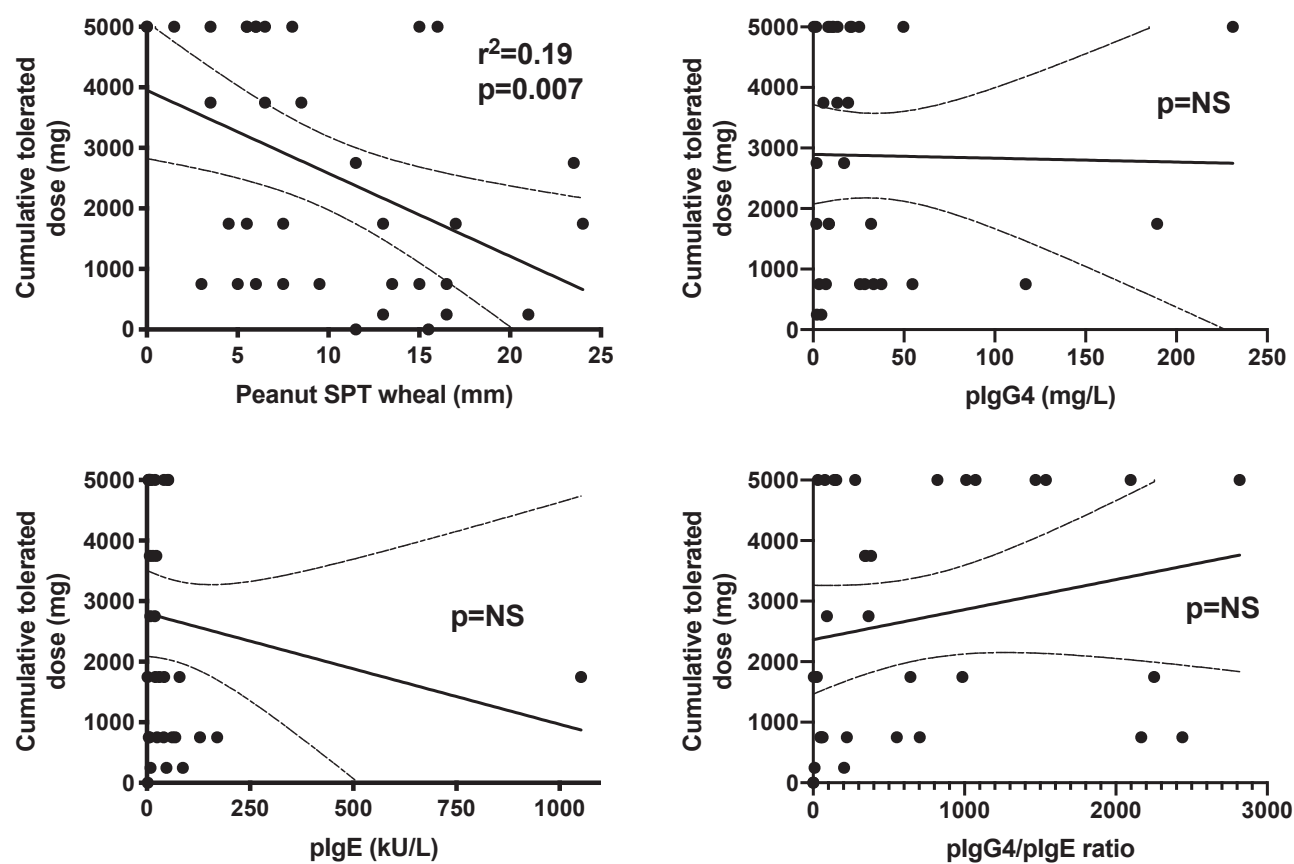 5000
4000
3000
2000
1000
0
Cumulative tolerated
dose (mg)
r²=0.19
p=0.007
0 5 10 15 20 25
Peanut SPT wheal (mm)
5000
4000
3000
2000
1000
0
Cumulative tolerated
dose (mg)
p=NS
0 50 100 150 200 250
pIgG4 (mg/L)
5000
4000
3000
2000
1000
0
Cumulative tolerated
dose (mg)
p=NS
0 250 500 750 1000
pIgE (kU/L)
5000
4000
3000
2000
1000
0
Cumulative tolerated
dose (mg)
p=NS
0 1000 2000 3000
pIgG4/pIgE ratio